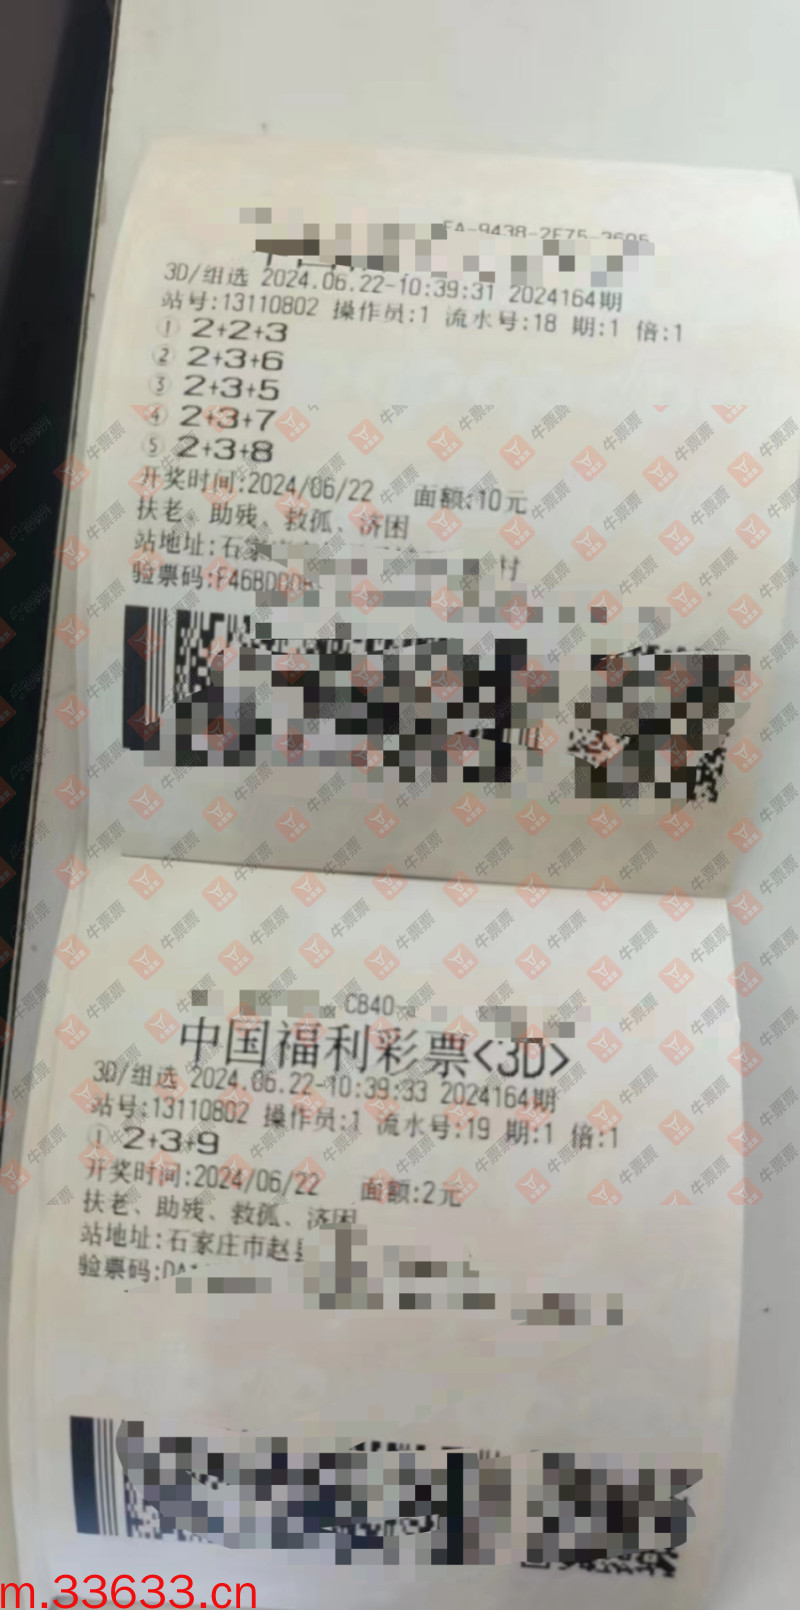 3D/组选 2024.06.22-10:39:31 2024164期
站号:13110802 操作员:1 流水号:18 期:1 倍:1
① 2+2+3
② 2+3+6
③ 2+3+5
④ 2+3+7
⑤ 2+3+8
开奖时间:2024/06/22 面额:10元
扶老、助残、救孤、济困
站地址:石家 村
验票码:F468DD
CB40-
中国福利彩票<3D>
3D/组选 2024.06.22-10:39:33 2024164期
站号:13110802 操作员:1 流水号:19 期:1 倍:1
① 2+3+9
开奖时间:2024/06/22 面额:2元
扶老、助残、救孤、济困
站地址:石家庄市赵县
验票码:DA
牛票票
m.33633.cn